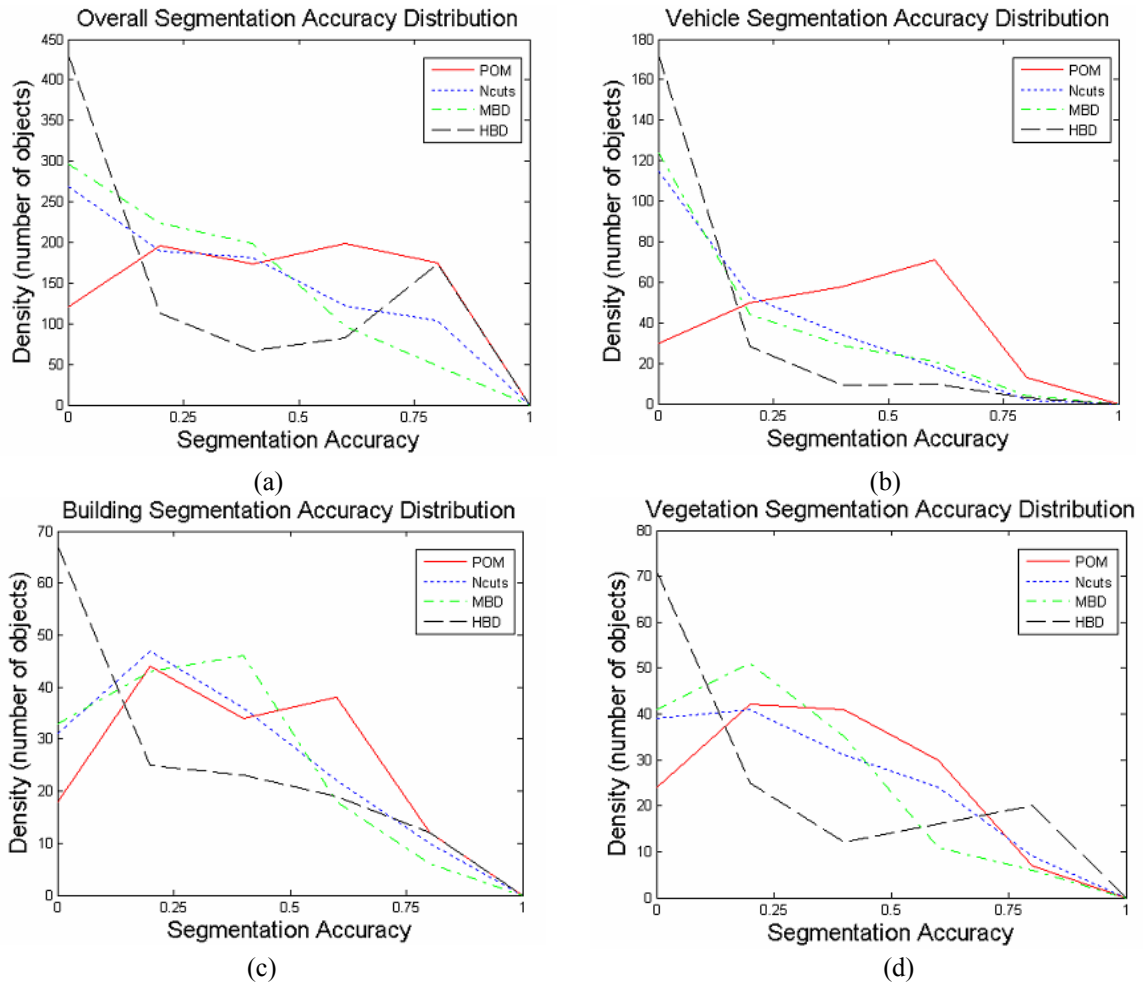 Overall Segmentation Accuracy Distribution
450
400
350
300
250
200
150
100
50
0
Density (number of objects)
POM
Ncuts
MBD
HBD
0
0.25
0.5
0.75
1
Segmentation Accuracy
(a)
Vehicle Segmentation Accuracy Distribution
180
160
140
120
100
80
60
40
20
0
Density (number of objects)
POM
Ncuts
MBD
HBD
0
0.25
0.5
0.75
1
Segmentation Accuracy
(b)
Building Segmentation Accuracy Distribution
70
60
50
40
30
20
10
0
Density (number of objects)
POM
Ncuts
MBD
HBD
0
0.25
0.5
0.75
1
Segmentation Accuracy
(c)
Vegetation Segmentation Accuracy Distribution
80
70
60
50
40
30
20
10
0
Density (number of objects)
POM
Ncuts
MBD
HBD
0
0.25
0.5
0.75
1
Segmentation Accuracy
(d)